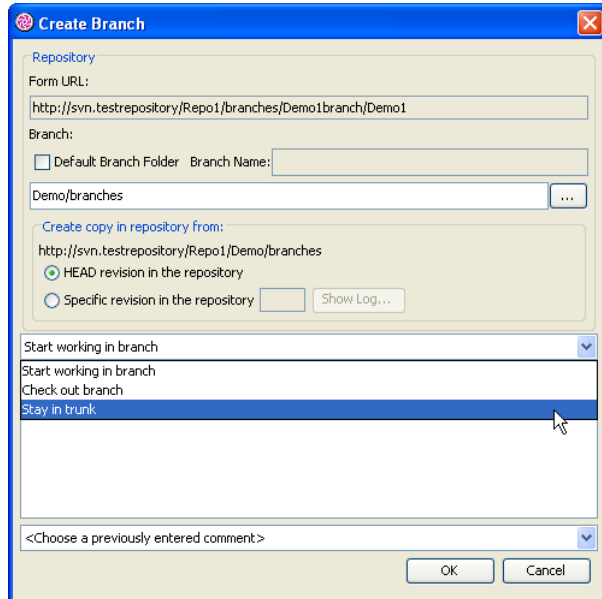 Create Branch
Repository
Form URL:
http://svn.testrepository/Repo1/branches/Demo1branch/Demo1
Branch:
Default Branch Folder Branch Name:
Demo/branches ...
Create copy in repository from:
http://svn.testrepository/Repo1/Demo/branches
HEAD revision in the repository
Specific revision in the repository Show Log...
Start working in branch
Start working in branch
Check out branch
Stay in trunk
<Choose a previously entered comment>
OK Cancel